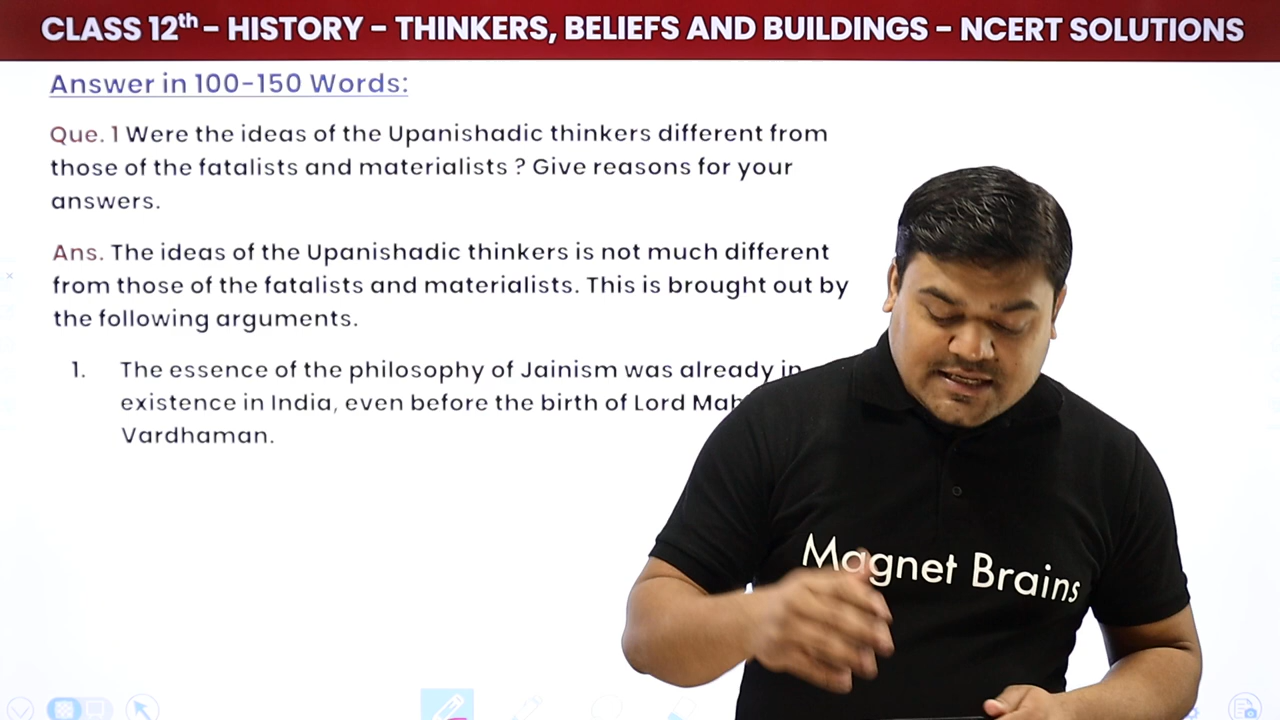 CLASS 12th – HISTORY – THINKERS, BELIEFS AND BUILDINGS – NCERT SOLUTIONS
Answer in 100-150 Words:
Que. 1 Were the ideas of the Upanishadic thinkers different from
those of the fatalists and materialists ? Give reasons for your
answers.
Ans. The ideas of the Upanishadic thinkers is not much different
from those of the fatalists and materialists. This is brought out by
the following arguments.
1. The essence of the philosophy of Jainism was already in
existence in India, even before the birth of Lord
Vardhaman.
Magnet Brains